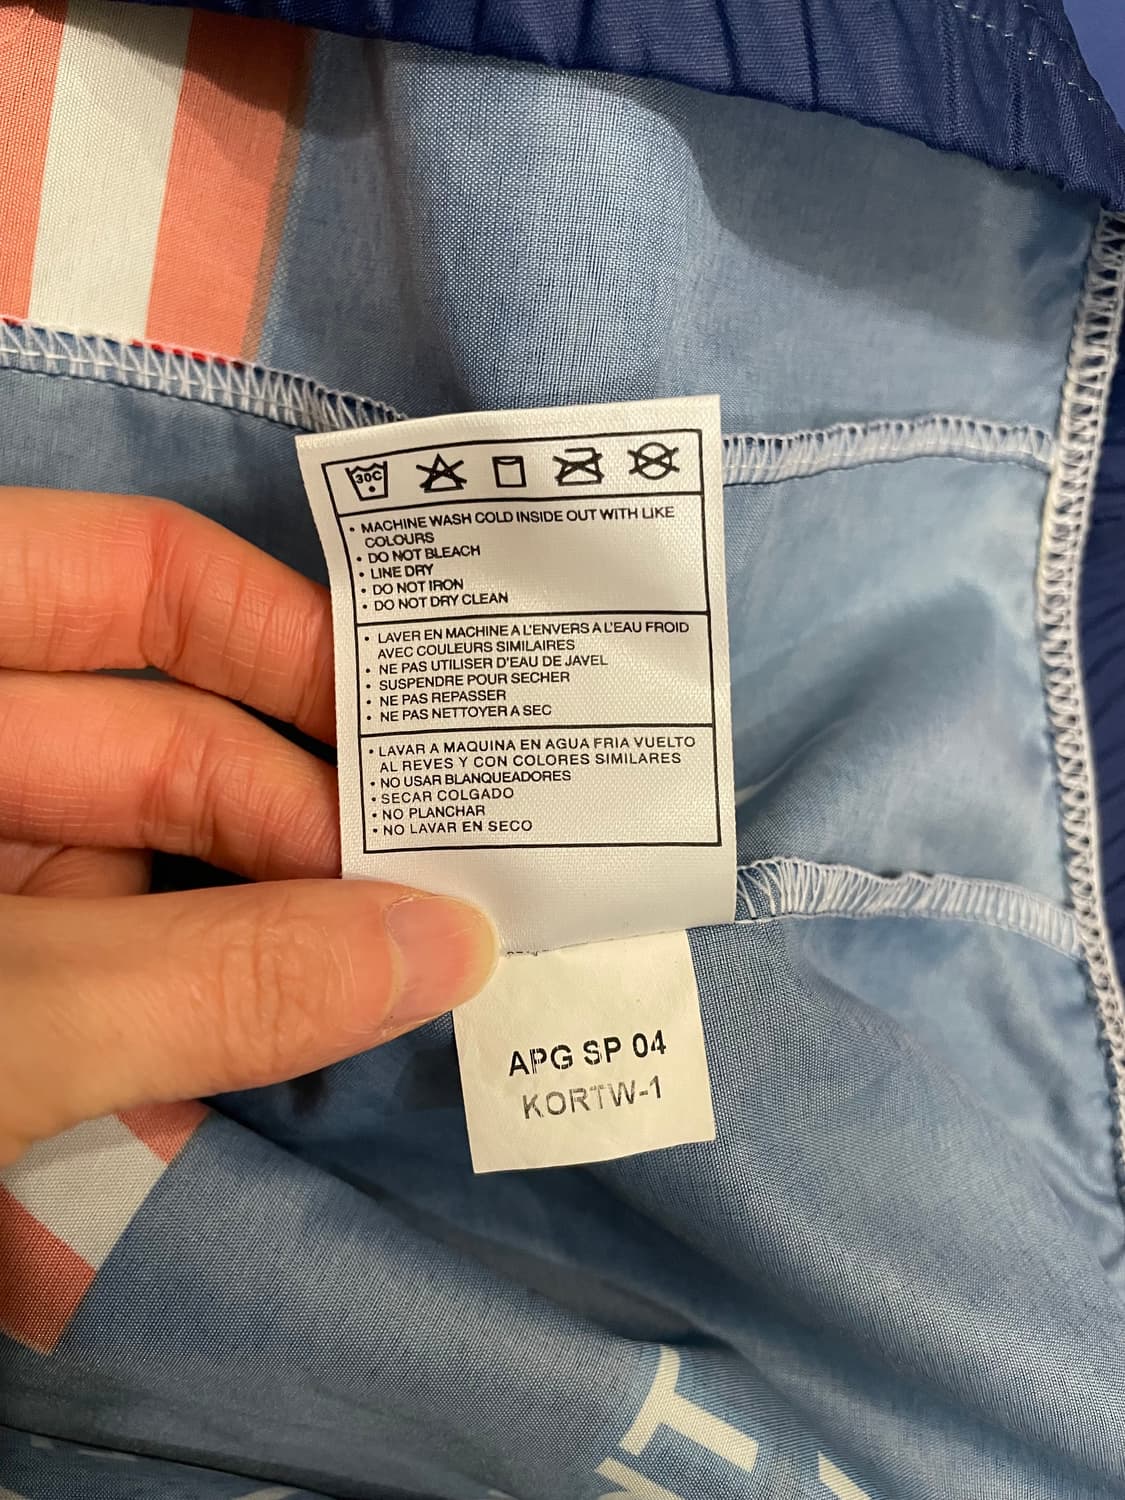 30C
• MACHINE WASH COLD INSIDE OUT WITH LIKE
COLOURS
• DO NOT BLEACH
• LINE DRY
• DO NOT IRON
• DO NOT DRY CLEAN
• LAVER EN MACHINE A L'ENVERS A L'EAU FROID
AVEC COULEURS SIMILAIRES
• NE PAS UTILISER D'EAU DE JAVEL
• SUSPENDRE POUR SECHER
• NE PAS REPASSER
• NE PAS NETTOYER A SEC
• LAVAR A MAQUINA EN AGUA FRIA VUELTO
AL REVES Y CON COLORES SIMILARES
• NO USAR BLANQUEADORES
• SECAR COLGADO
• NO PLANCHAR
• NO LAVAR EN SECO
APG SP 04
KORTW-1